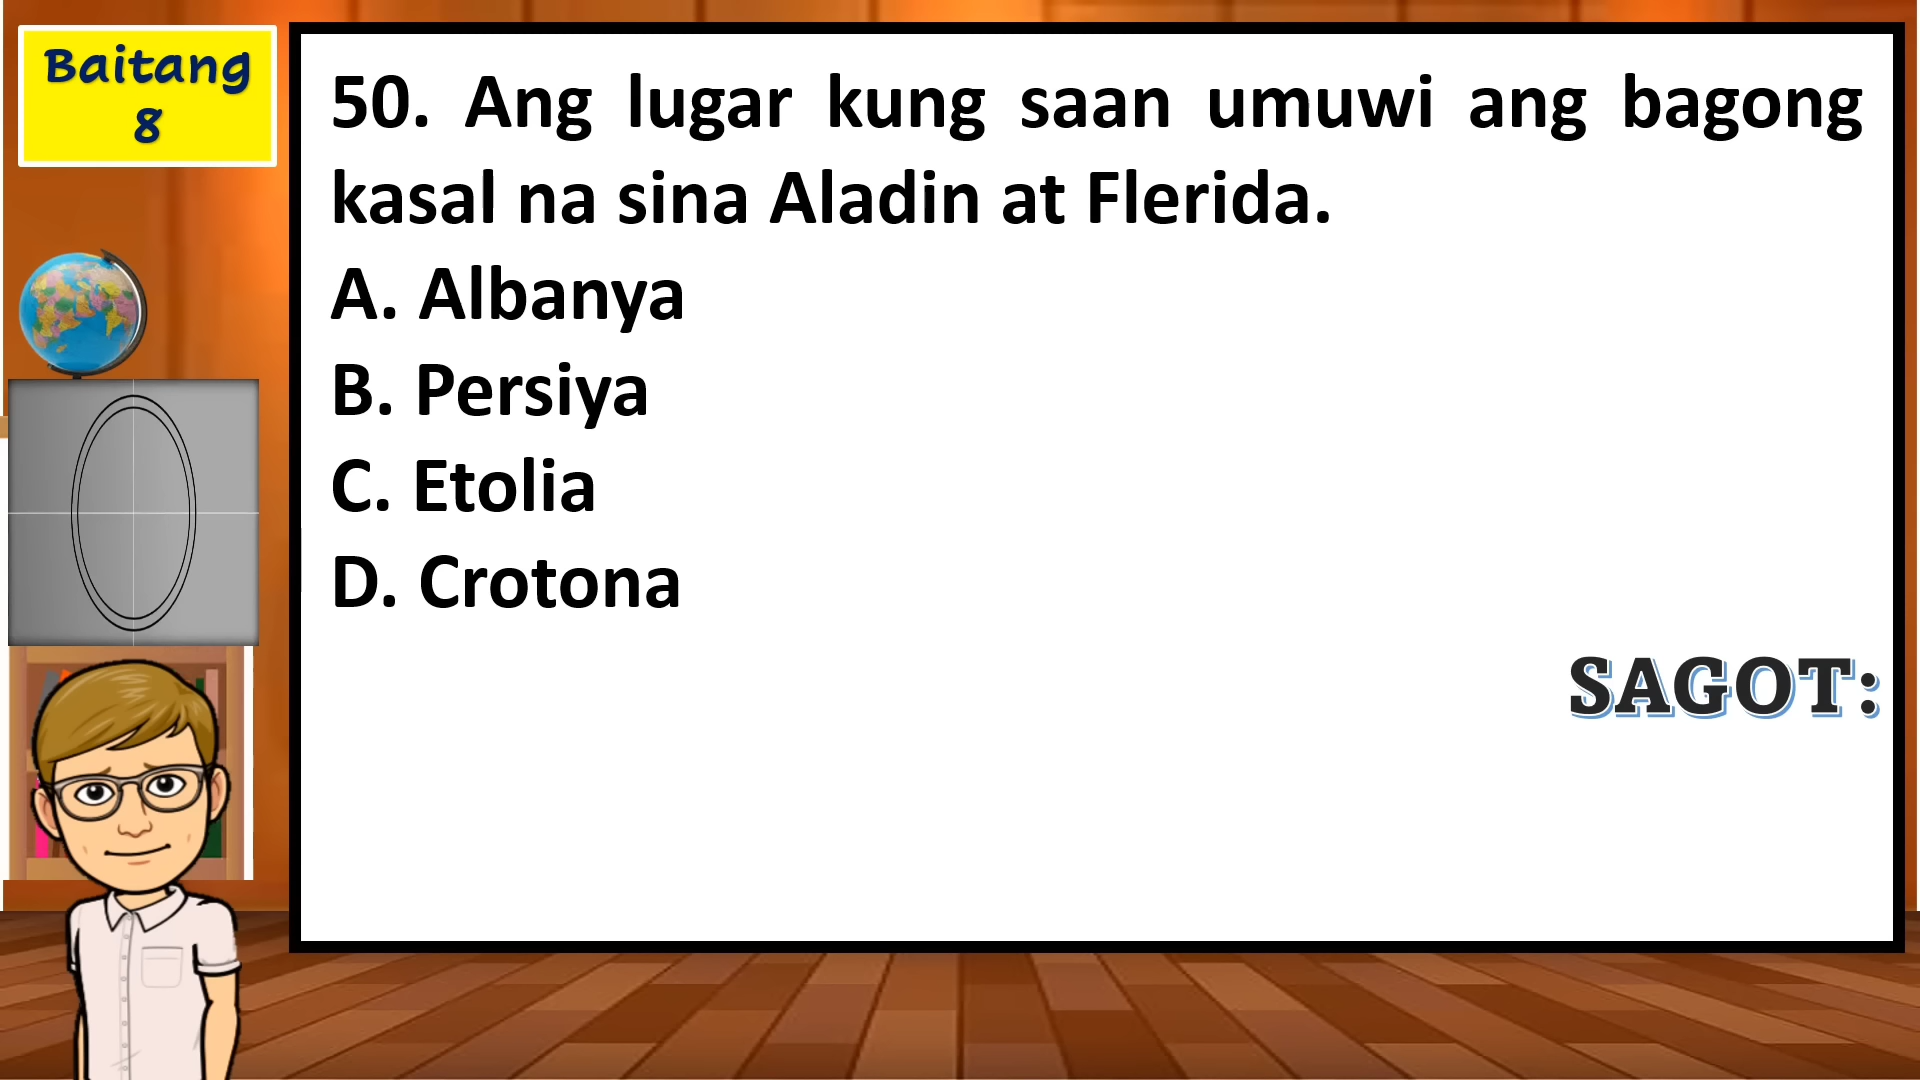 Baitang
8
50. Ang lugar kung saan umuwi ang bagong
kasal na sina Aladin at Flerida.
A. Albanya
B. Persiya
C. Etolia
D. Crotona
SAGOT: